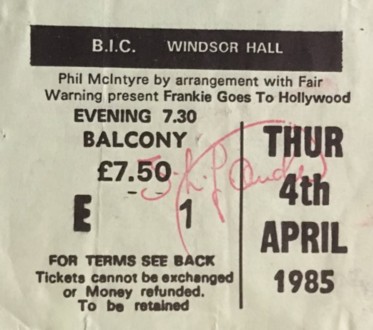 B.I.C. WINDSOR HALL
Phil McIntyre by arrangement with Fair
Warning present Frankie Goes To Hollywood
EVENING 7.30
BALCONY
£7.50
E 1
FOR TERMS SEE BACK
Tickets cannot be exchanged
or Money refunded.
To be retained
THUR
4th
APRIL
1985